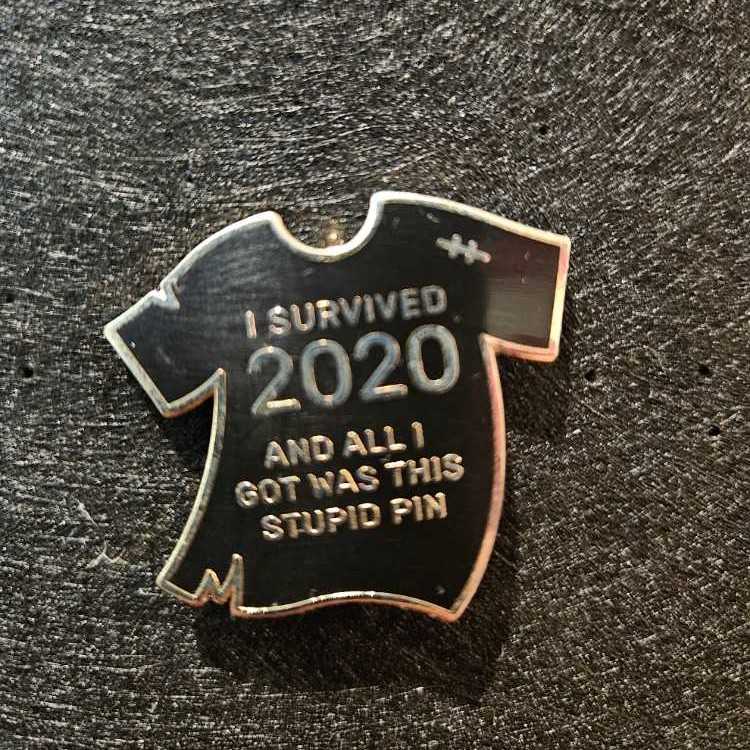 I SURVIVED
2020
AND ALL I
GOT WAS THIS
STUPID PIN